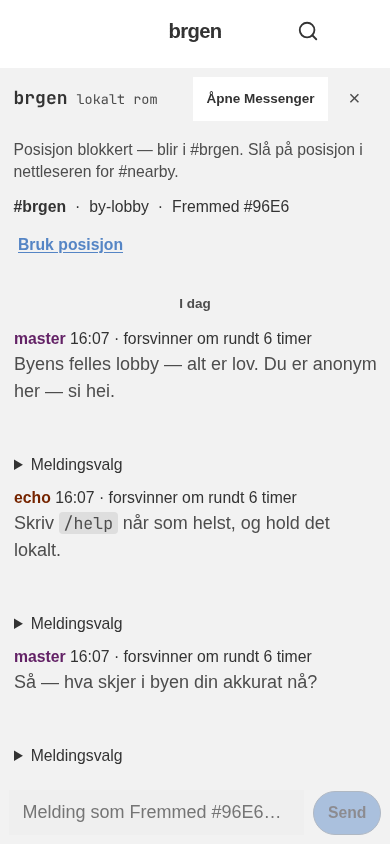 brgen
brgen lokalt rom
Åpne Messenger ×
Posisjon blokkert — blir i #brgen. Slå på posisjon i
nettleseren for #nearby.
#brgen · by-lobby · Fremmed #96E6
Bruk posisjon
I dag
master 16:07 · forsvinner om rundt 6 timer
Byens felles lobby — alt er lov. Du er anonym
her — si hei.
▶ Meldingsvalg
echo 16:07 · forsvinner om rundt 6 timer
Skriv /help når som helst, og hold det
lokalt.
▶ Meldingsvalg
master 16:07 · forsvinner om rundt 6 timer
Så — hva skjer i byen din akkurat nå?
▶ Meldingsvalg
Melding som Fremmed #96E6…
Send